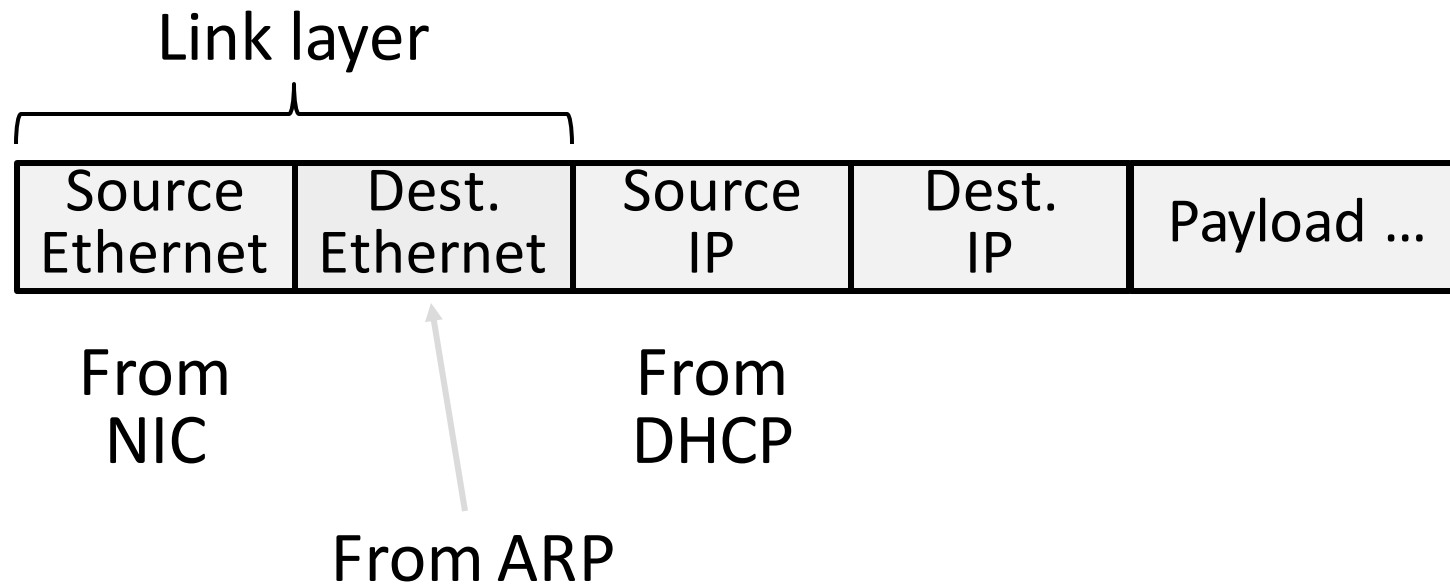 Link layer
Source Dest. Source Dest. Payload ...
Ethernet Ethernet IP IP
From From
NIC DHCP
From ARP